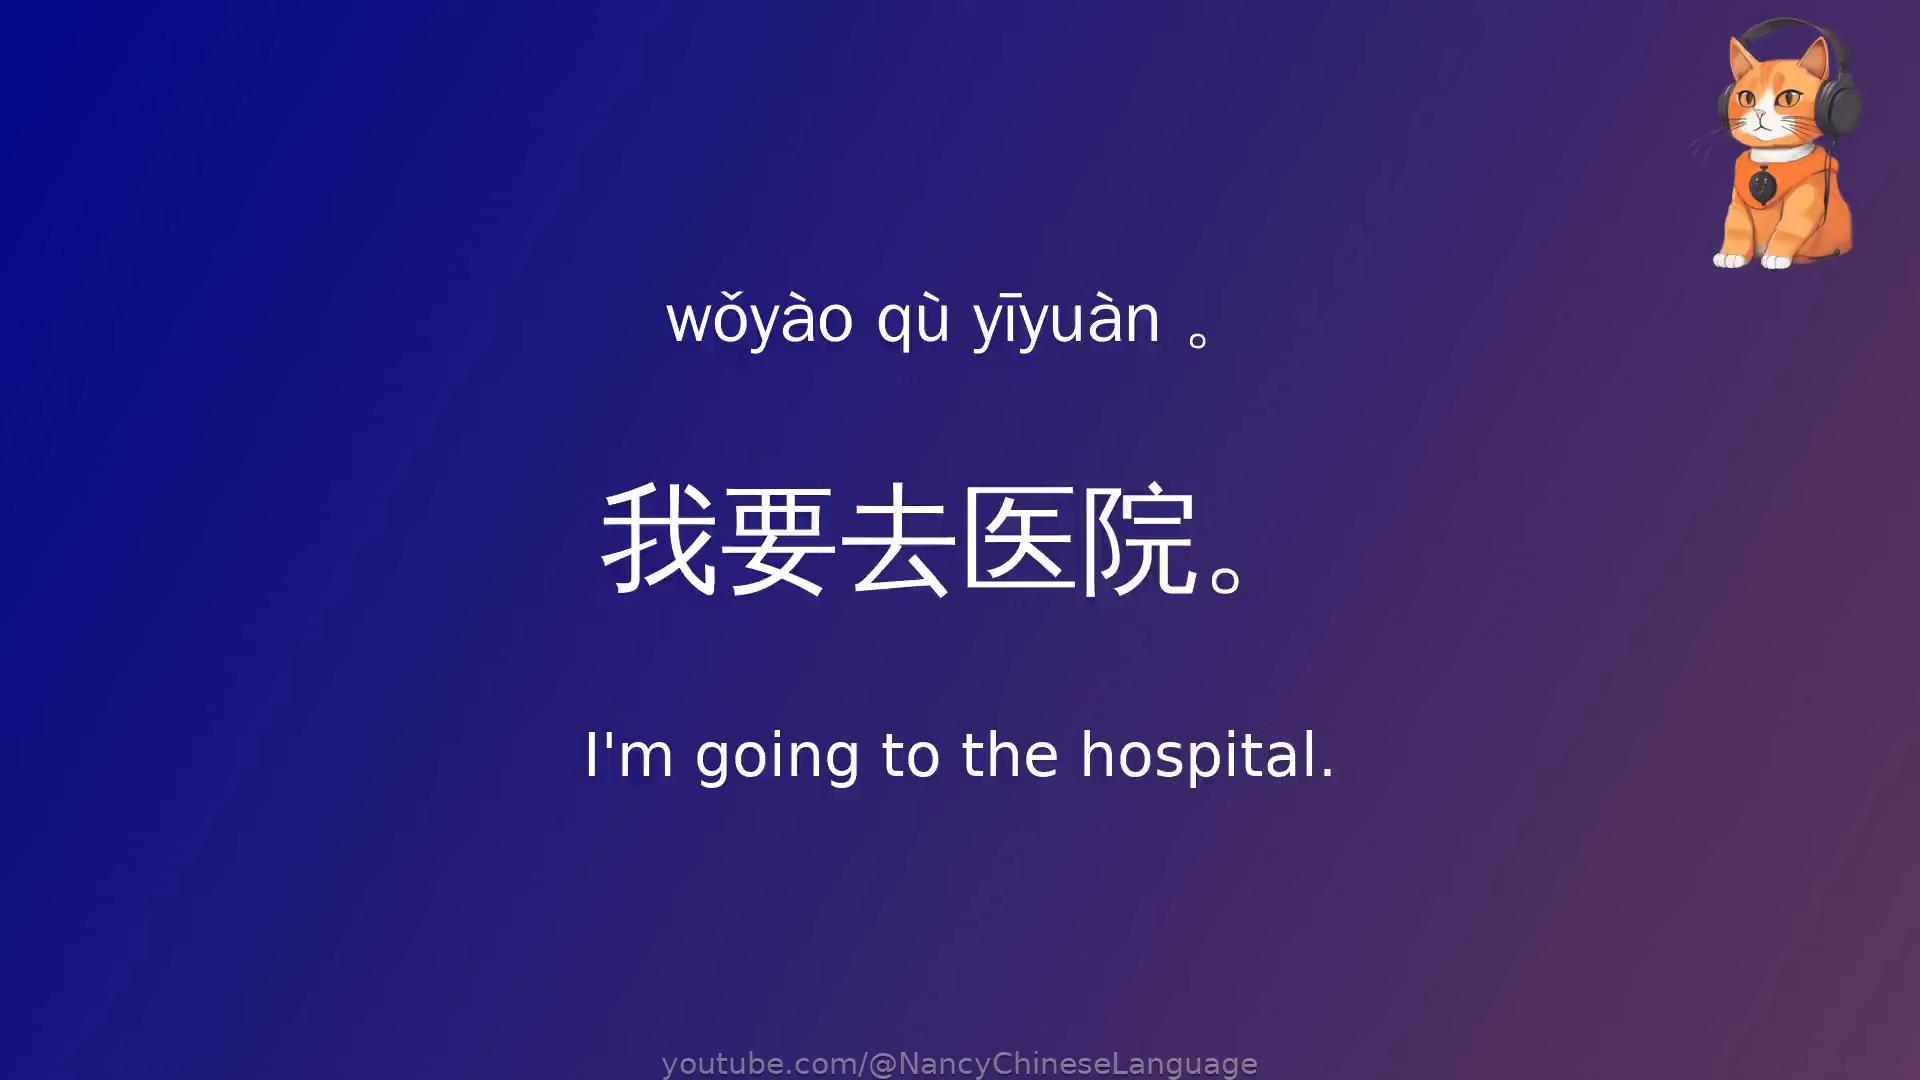 wǒyào qù yīyuàn 。
我要去医院。
I'm going to the hospital.
youtube.com/@NancyChineseLanguage